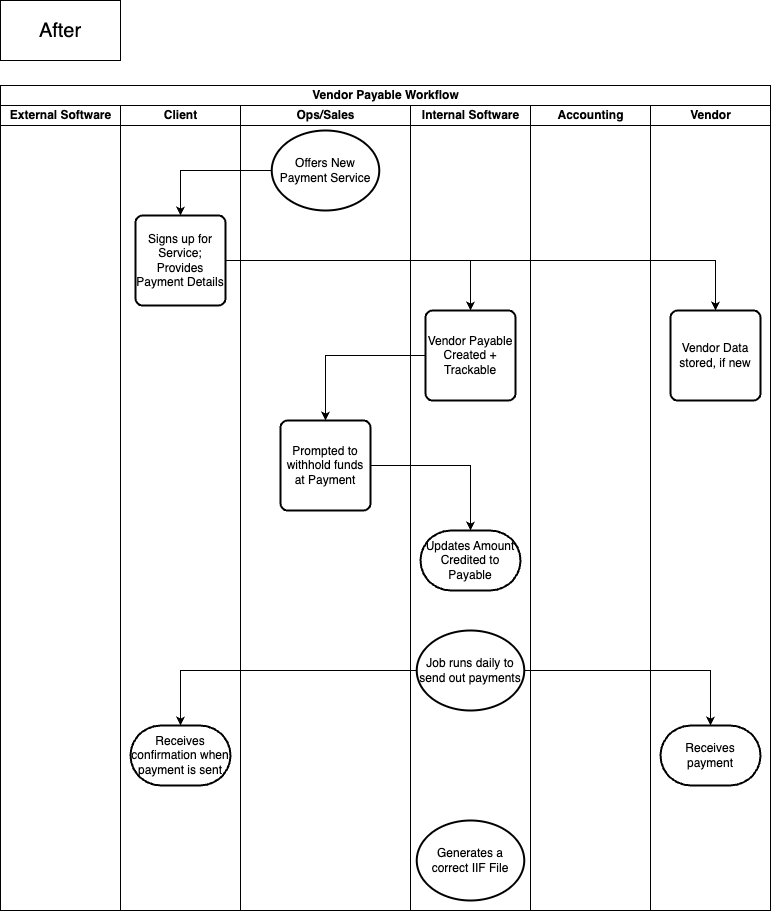 After
Vendor Payable Workflow
External Software
Client
Ops/Sales
Internal Software
Accounting
Vendor
Offers New
Payment Service
Signs up for
Service;
Provides
Payment Details
Vendor Payable
Created +
Trackable
Vendor Data
stored, if new
Prompted to
withhold funds
at Payment
Updates Amount
Credited to
Payable
Job runs daily to
send out payments
Receives
confirmation when
payment is sent
Receives
payment
Generates a
correct IIF File